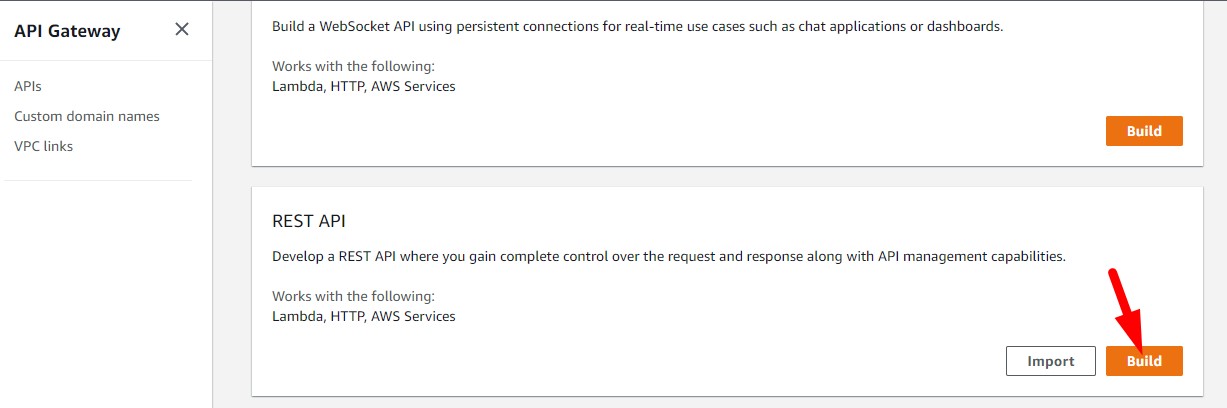 API Gateway
APIs
Custom domain names
VPC links
Build a WebSocket API using persistent connections for real-time use cases such as chat applications or dashboards.
Works with the following:
Lambda, HTTP, AWS Services
Build
REST API
Develop a REST API where you gain complete control over the request and response along with API management capabilities.
Works with the following:
Lambda, HTTP, AWS Services
Import
Build